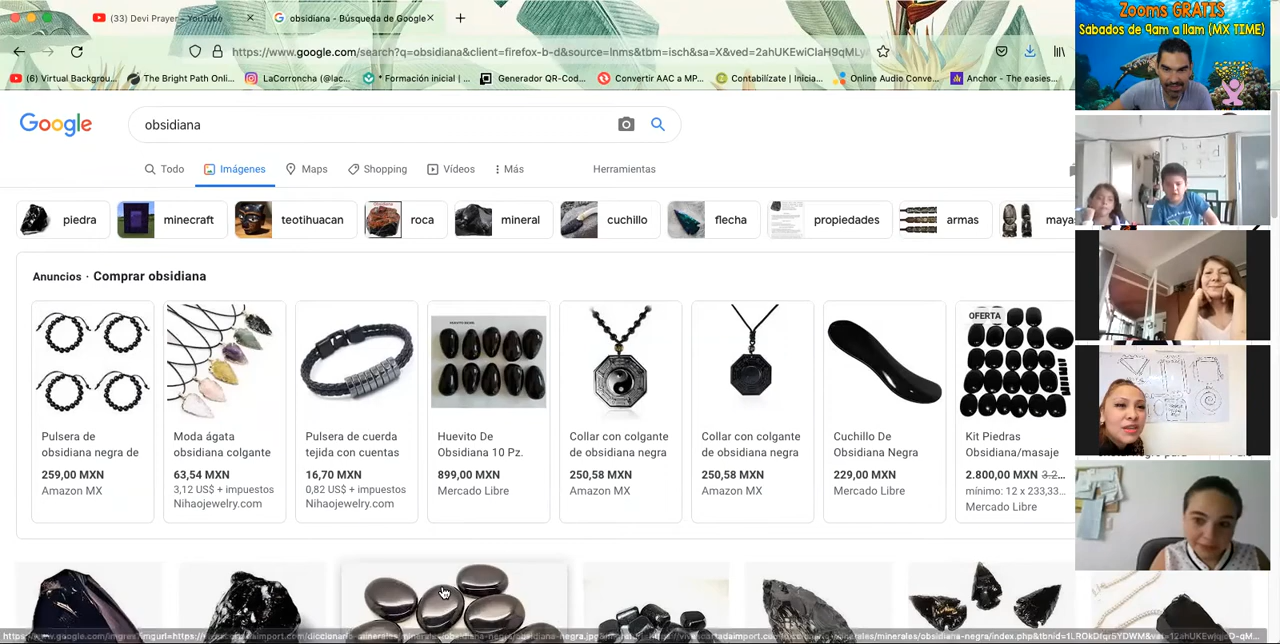 (33) Devi Prayer - YouTube
obsidiana - Búsqueda de Google
https://www.google.com/search?q=obsidiana&client=firefox-b-d&source=lnms&tbm=isch&sa=X&ved=2ahUKEwiCIaH9qMLy
(6) Virtual Backgrou...
The Bright Path Onli...
LaCorroncha (@lac...
* Formación inicial | ...
Generador QR-Cod...
Convertir AAC a MP...
Contabilízate | Inicia...
Online Audio Conve...
Anchor - The easies...
Zooms GRATIS
Sábados de 9am a 11am (MX TIME)
Google
obsidiana
Todo
Imágenes
Maps
Shopping
Vídeos
Más
Herramientas
piedra
minecraft
teotihuacan
roca
mineral
cuchillo
flecha
propiedades
armas
mayas
Anuncios · Comprar obsidiana
OFERTA
Pulsera de
obsidiana negra de
259,00 MXN
Amazon MX
Moda ágata
obsidiana colgante
63,54 MXN
3,12 US$ + impuestos
Nihaojewelry.com
Pulsera de cuerda
tejida con cuentas
16,70 MXN
0,82 US$ + impuestos
Nihaojewelry.com
Huevito De
Obsidiana 10 Pz.
899,00 MXN
Mercado Libre
Collar con colgante
de obsidiana negra
250,58 MXN
Amazon MX
Collar con colgante
de obsidiana negra
250,58 MXN
Amazon MX
Cuchillo De
Obsidiana Negra
229,00 MXN
Mercado Libre
Kit Piedras
Obsidiana/masaje
2.800,00 MXN 3.2...
mínimo: 12 x 233,33...
Mercado Libre